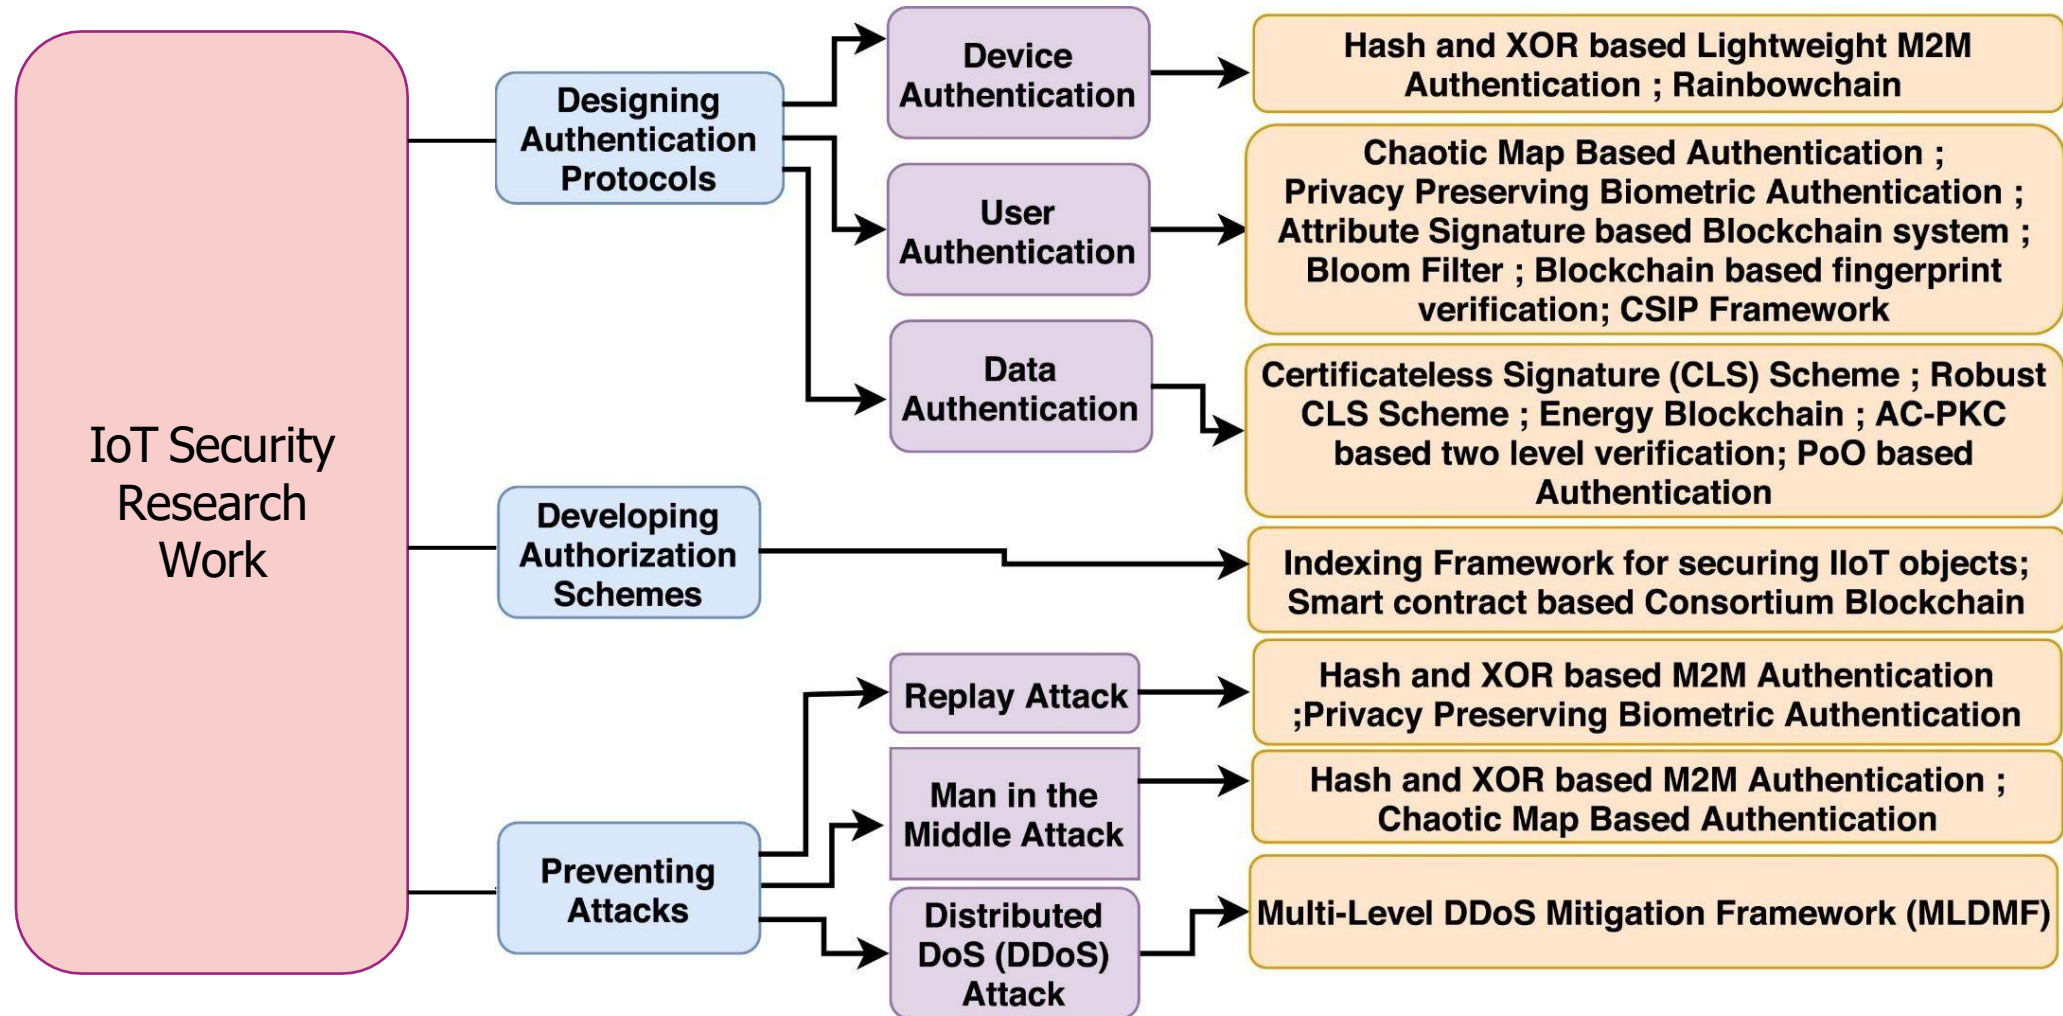 IoT Security
Research
Work
Designing
Authentication
Protocols
Device
Authentication
Hash and XOR based Lightweight M2M
Authentication ; Rainbowchain
User
Authentication
Chaotic Map Based Authentication ;
Privacy Preserving Biometric Authentication ;
Attribute Signature based Blockchain system ;
Bloom Filter ; Blockchain based fingerprint
verification; CSIP Framework
Data
Authentication
Certificateless Signature (CLS) Scheme ; Robust
CLS Scheme ; Energy Blockchain ; AC-PKC
based two level verification; PoO based
Authentication
Developing
Authorization
Schemes
Indexing Framework for securing IIoT objects;
Smart contract based Consortium Blockchain
Preventing
Attacks
Replay Attack
Hash and XOR based M2M Authentication
;Privacy Preserving Biometric Authentication
Man in the
Middle Attack
Hash and XOR based M2M Authentication ;
Chaotic Map Based Authentication
Distributed
DoS (DDoS)
Attack
Multi-Level DDoS Mitigation Framework (MLDMF)